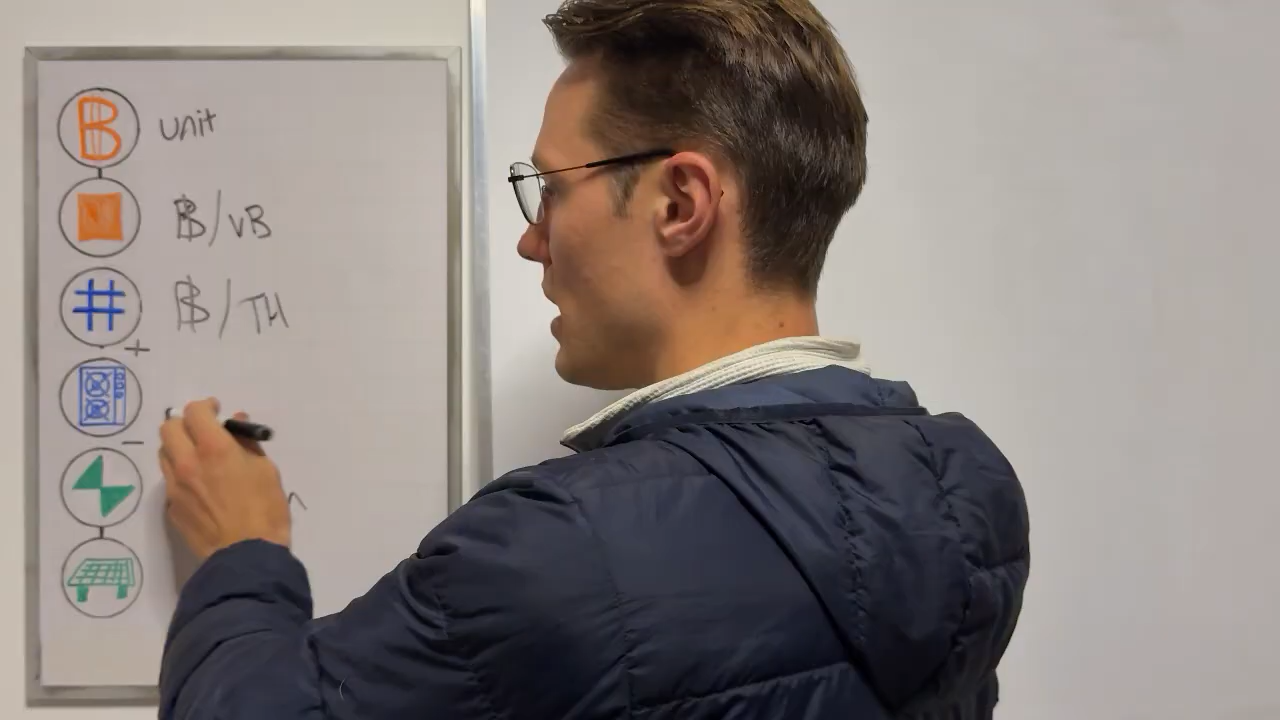 B unit
₿/vB
#
₿/TH
+
-